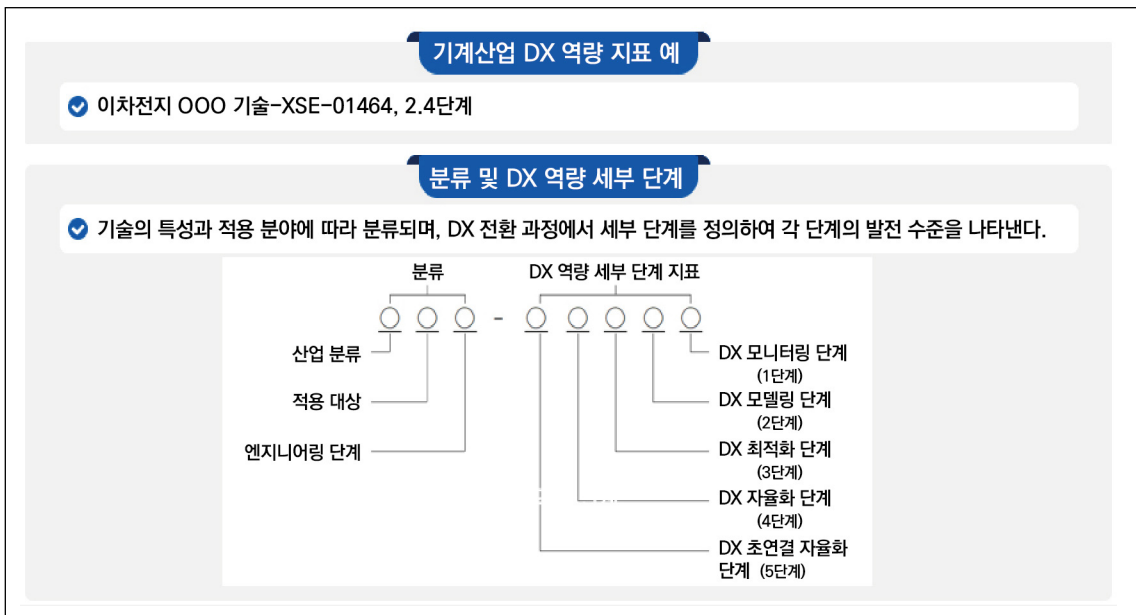 기계산업 DX 역량 지표 예
이차전지 OOO 기술-XSE-01464, 2.4단계
분류 및 DX 역량 세부 단계
기술의 특성과 적용 분야에 따라 분류되며, DX 전환 과정에서 세부 단계를 정의하여 각 단계의 발전 수준을 나타낸다.
분류
DX 역량 세부 단계 지표
○ ○ ○ - ○ ○ ○ ○ ○
산업 분류
적용 대상
엔지니어링 단계
DX 모니터링 단계
(1단계)
DX 모델링 단계
(2단계)
DX 최적화 단계
(3단계)
DX 자율화 단계
(4단계)
DX 초연결 자율화
단계 (5단계)